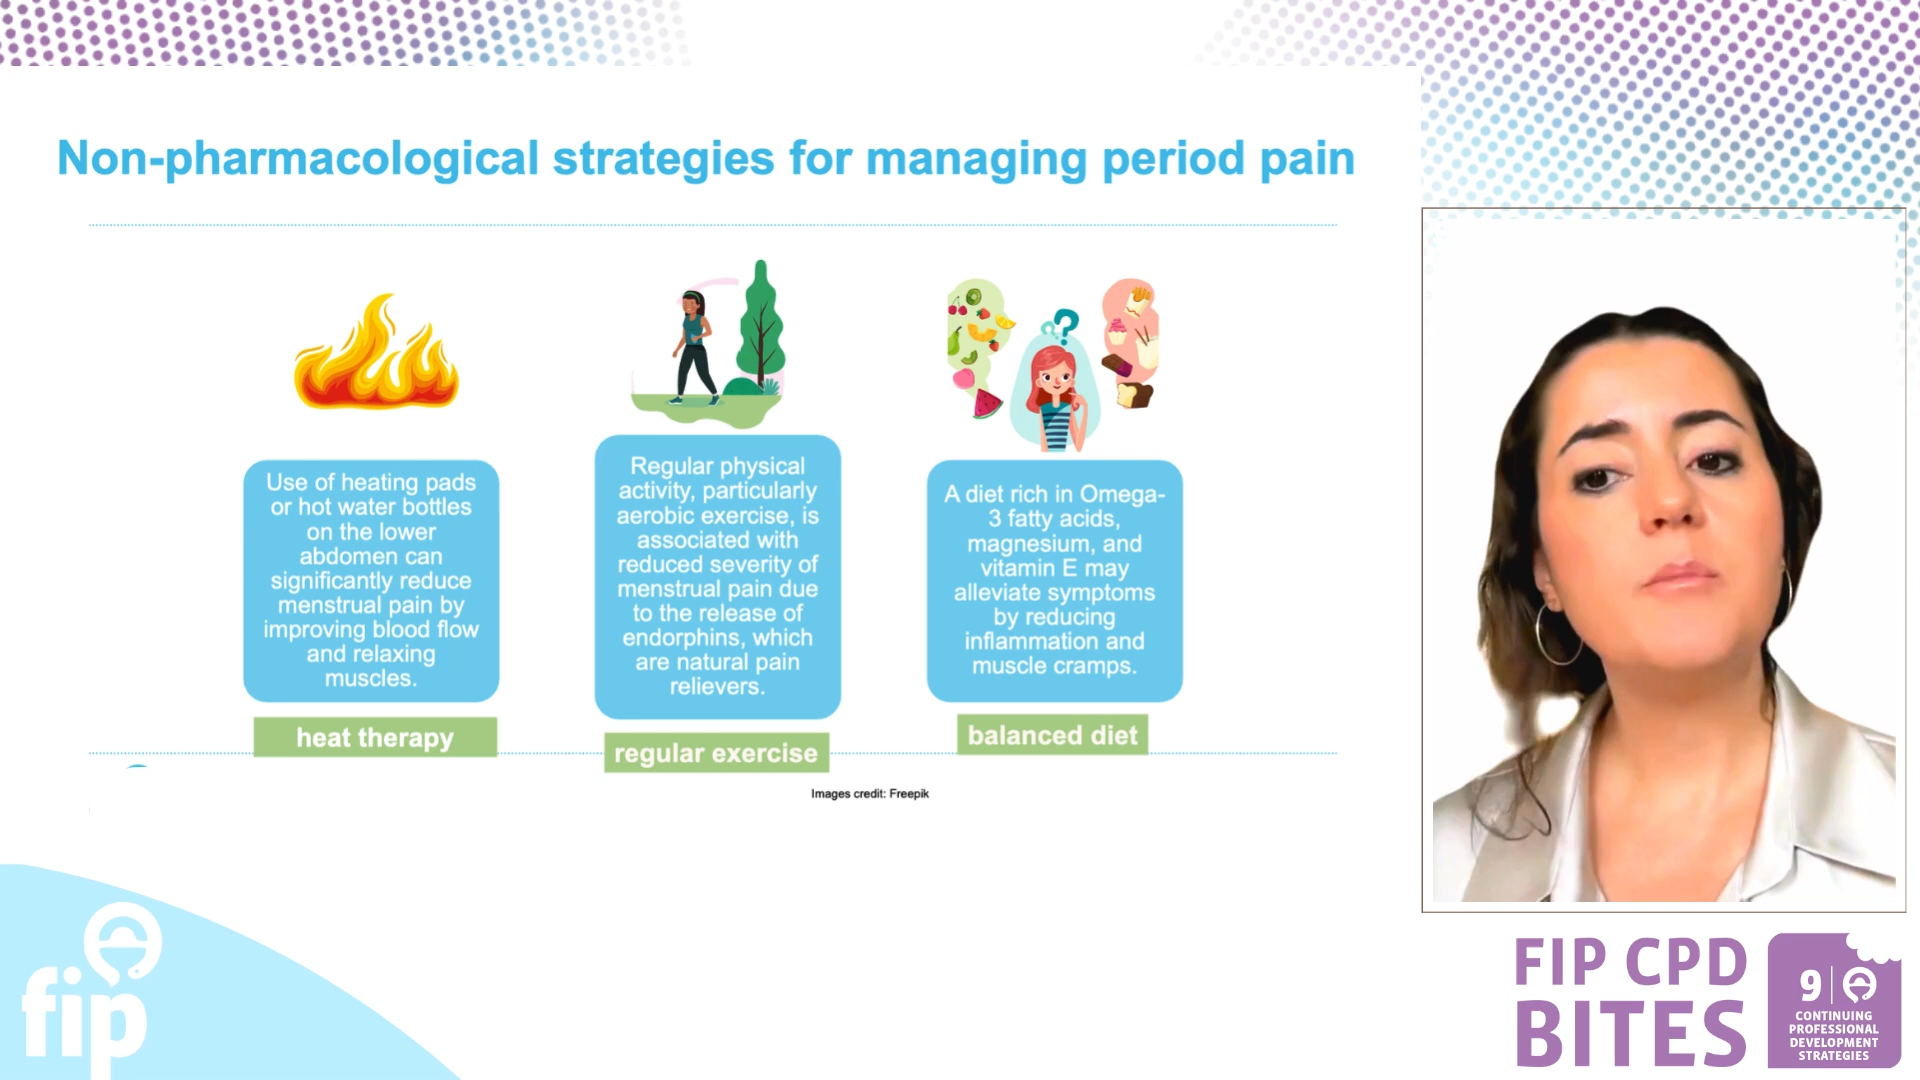 Non-pharmacological strategies for managing period pain
Use of heating pads
or hot water bottles
on the lower
abdomen can
significantly reduce
menstrual pain by
improving blood flow
and relaxing
muscles.
heat therapy
Regular physical
activity, particularly
aerobic exercise, is
associated with
reduced severity of
menstrual pain due
to the release of
endorphins, which
are natural pain
relievers.
regular exercise
A diet rich in Omega-
3 fatty acids,
magnesium, and
vitamin E may
alleviate symptoms
by reducing
inflammation and
muscle cramps.
balanced diet
Images credit: Freepik
fip
FIP CPD
BITES
9
CONTINUING
PROFESSIONAL
DEVELOPMENT
STRATEGIES